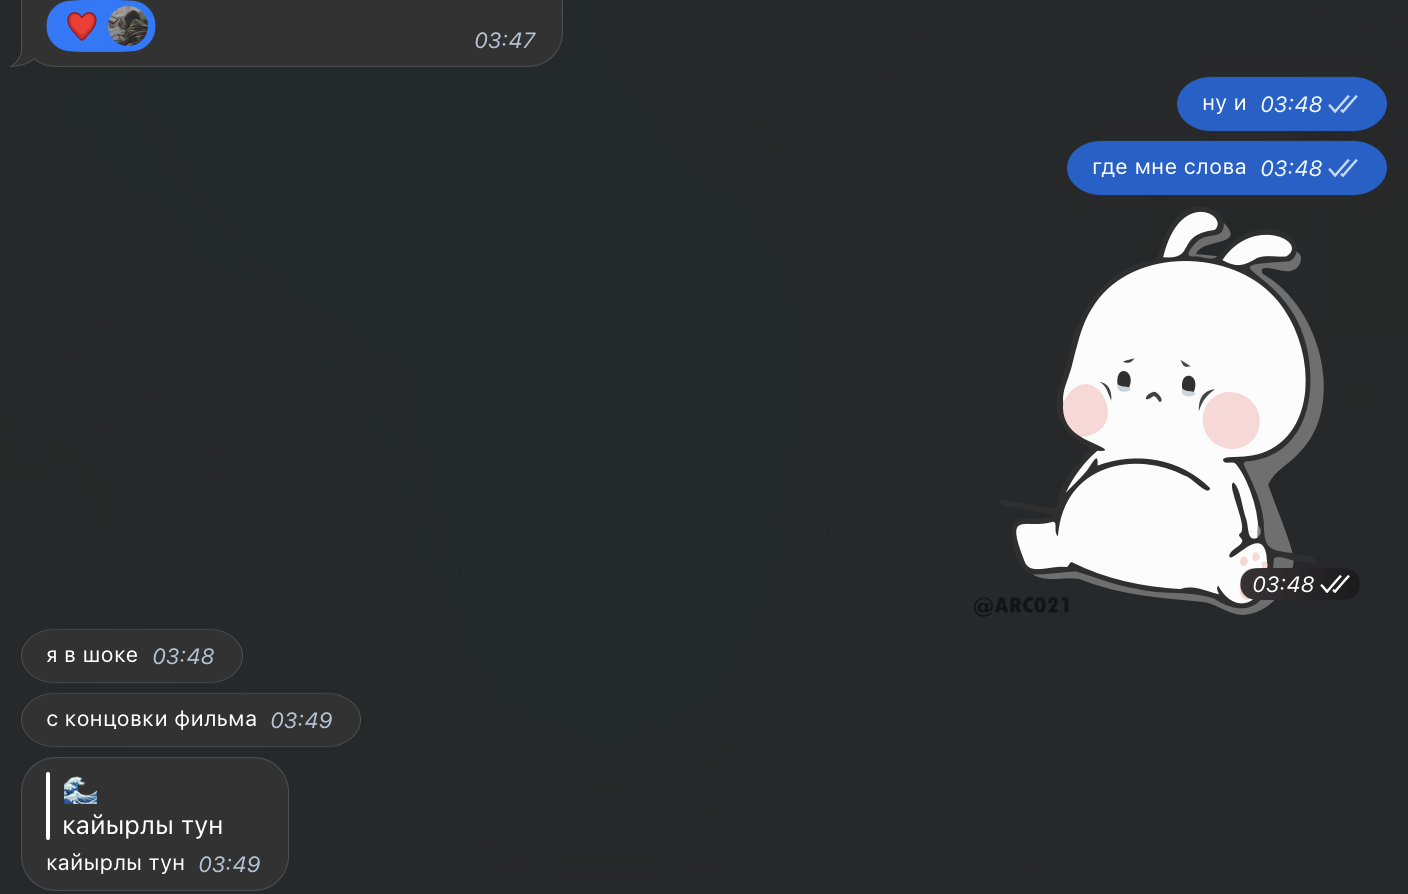 03:47
ну и 03:48
где мне слова 03:48
03:48
@ARC021
я в шоке 03:48
с концовки фильма 03:49
кайырлы тун
кайырлы тун 03:49